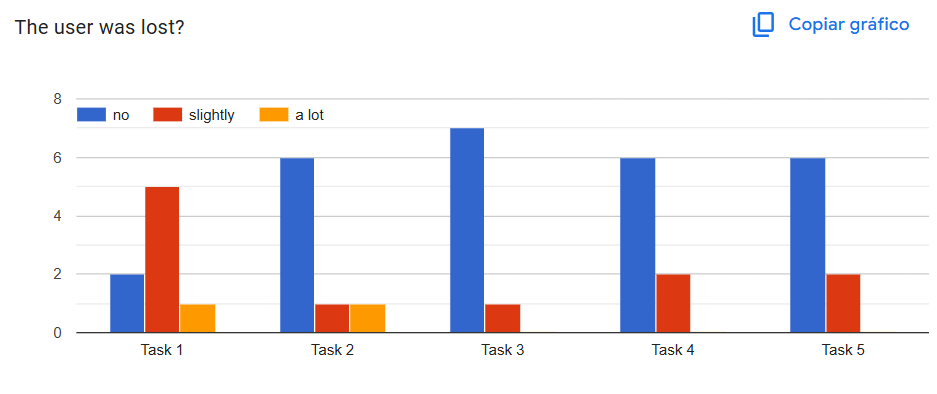 The user was lost?
Copiar gráfico
8
no slightly a lot
6
4
2
0
Task 1 Task 2 Task 3 Task 4 Task 5